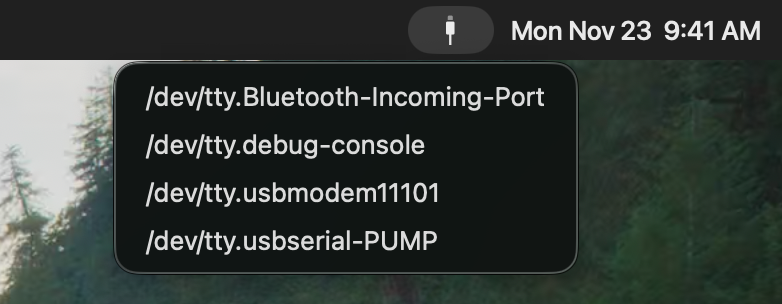 Mon Nov 23 9:41 AM
/dev/tty.Bluetooth-Incoming-Port
/dev/tty.debug-console
/dev/tty.usbmodem11101
/dev/tty.usbserial-PUMP